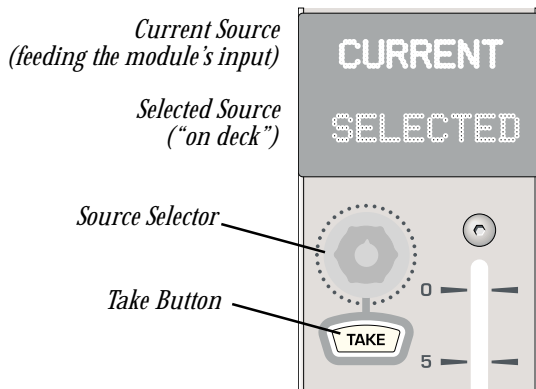 Current Source
(feeding the module's input)
CURRENT
Selected Source
("on deck")
SELECTED
Source Selector
0
Take Button
TAKE
5